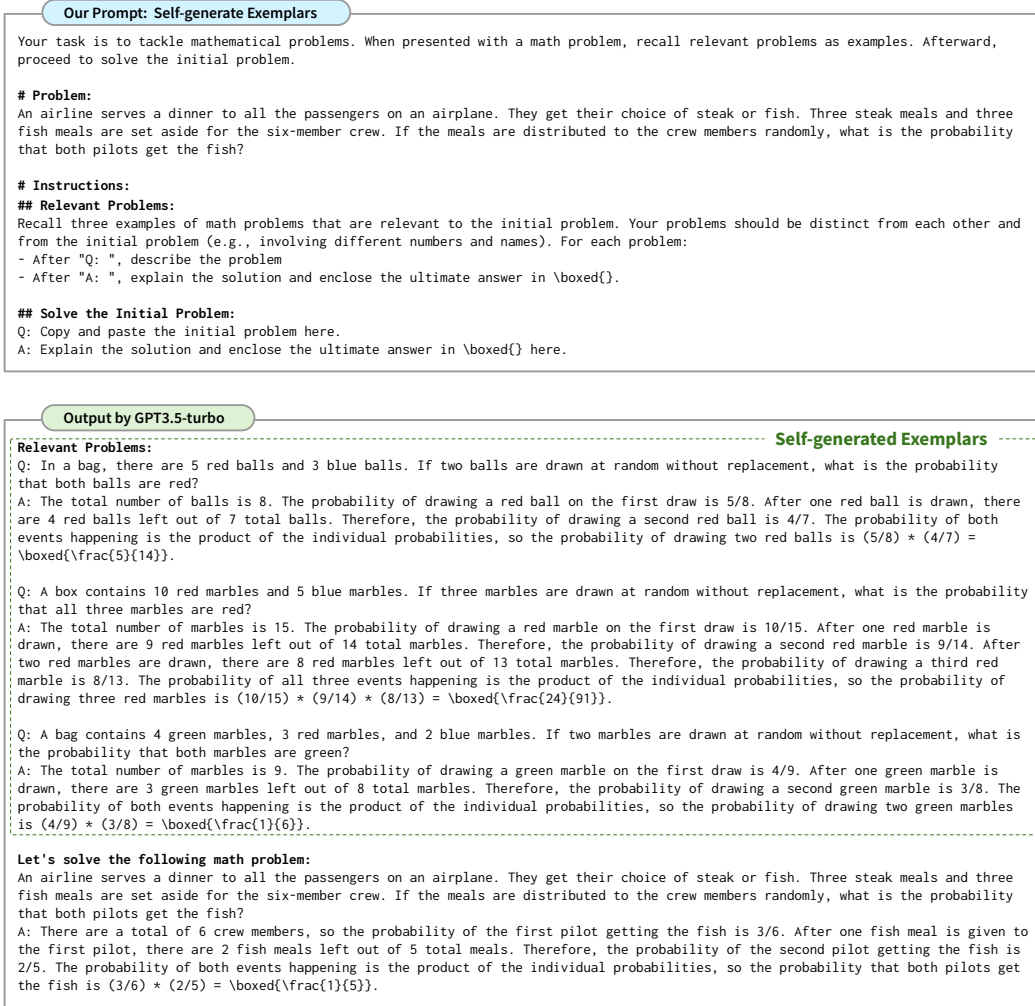 Our Prompt: Self-generate Exemplars
Your task is to tackle mathematical problems. When presented with a math problem, recall relevant problems as examples. Afterward,
proceed to solve the initial problem.
# Problem:
An airline serves a dinner to all the passengers on an airplane. They get their choice of steak or fish. Three steak meals and three
fish meals are set aside for the six-member crew. If the meals are distributed to the crew members randomly, what is the probability
that both pilots get the fish?
# Instructions:
## Relevant Problems:
Recall three examples of math problems that are relevant to the initial problem. Your problems should be distinct from each other and
from the initial problem (e.g., involving different numbers and names). For each problem:
- After "Q: ", describe the problem
- After "A: ", explain the solution and enclose the ultimate answer in \boxed{}.
## Solve the Initial Problem:
Q: Copy and paste the initial problem here.
A: Explain the solution and enclose the ultimate answer in \boxed{} here.
Output by GPT3.5-turbo
Self-generated Exemplars
Relevant Problems:
Q: In a bag, there are 5 red balls and 3 blue balls. If two balls are drawn at random without replacement, what is the probability
that both balls are red?
A: The total number of balls is 8. The probability of drawing a red ball on the first draw is 5/8. After one red ball is drawn, there
are 4 red balls left out of 7 total balls. Therefore, the probability of drawing a second red ball is 4/7. The probability of both
events happening is the product of the individual probabilities, so the probability of drawing two red balls is (5/8) * (4/7) =
\boxed{\frac{5}{14}}.
Q: A box contains 10 red marbles and 5 blue marbles. If three marbles are drawn at random without replacement, what is the probability
that all three marbles are red?
A: The total number of marbles is 15. The probability of drawing a red marble on the first draw is 10/15. After one red marble is
drawn, there are 9 red marbles left out of 14 total marbles. Therefore, the probability of drawing a second red marble is 9/14. After
two red marbles are drawn, there are 8 red marbles left out of 13 total marbles. Therefore, the probability of drawing a third red
marble is 8/13. The probability of all three events happening is the product of the individual probabilities, so the probability of
drawing three red marbles is (10/15) * (9/14) * (8/13) = \boxed{\frac{24}{91}}.
Q: A bag contains 4 green marbles, 3 red marbles, and 2 blue marbles. If two marbles are drawn at random without replacement, what is
the probability that both marbles are green?
A: The total number of marbles is 9. The probability of drawing a green marble on the first draw is 4/9. After one green marble is
drawn, there are 3 green marbles left out of 8 total marbles. Therefore, the probability of drawing a second green marble is 3/8. The
probability of both events happening is the product of the individual probabilities, so the probability of drawing two green marbles
is (4/9) * (3/8) = \boxed{\frac{1}{6}}.
Let's solve the following math problem:
An airline serves a dinner to all the passengers on an airplane. They get their choice of steak or fish. Three steak meals and three
fish meals are set aside for the six-member crew. If the meals are distributed to the crew members randomly, what is the probability
that both pilots get the fish?
A: There are a total of 6 crew members, so the probability of the first pilot getting the fish is 3/6. After one fish meal is given to
the first pilot, there are 2 fish meals left out of 5 total meals. Therefore, the probability of the second pilot getting the fish is
2/5. The probability of both events happening is the product of the individual probabilities, so the probability that both pilots get
the fish is (3/6) * (2/5) = \boxed{\frac{1}{5}}.